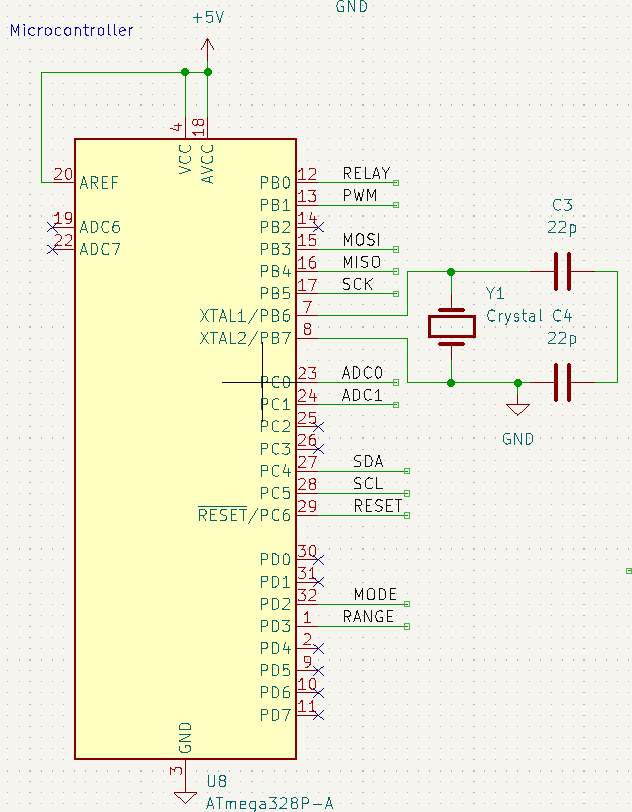 GND
+5V
Microcontroller
4
18
VCC
AVCC
20
AREF
19
ADC6
22
ADC7
PB0
12
RELAY
PB1
13
PWM
PB2
14
PB3
15
MOSI
PB4
16
MISO
PB5
17
SCK
XTAL1/PB6
7
XTAL2/PB7
8
PC0
23
ADC0
PC1
24
ADC1
PC2
25
PC3
26
PC4
27
SDA
PC5
28
SCL
RESET/PC6
29
RESET
PD0
30
PD1
31
PD2
32
MODE
PD3
1
RANGE
PD4
2
PD5
9
PD6
10
PD7
11
GND
3
U8
ATmega328P-A
C3
22p
Y1
Crystal
C4
22p
GND